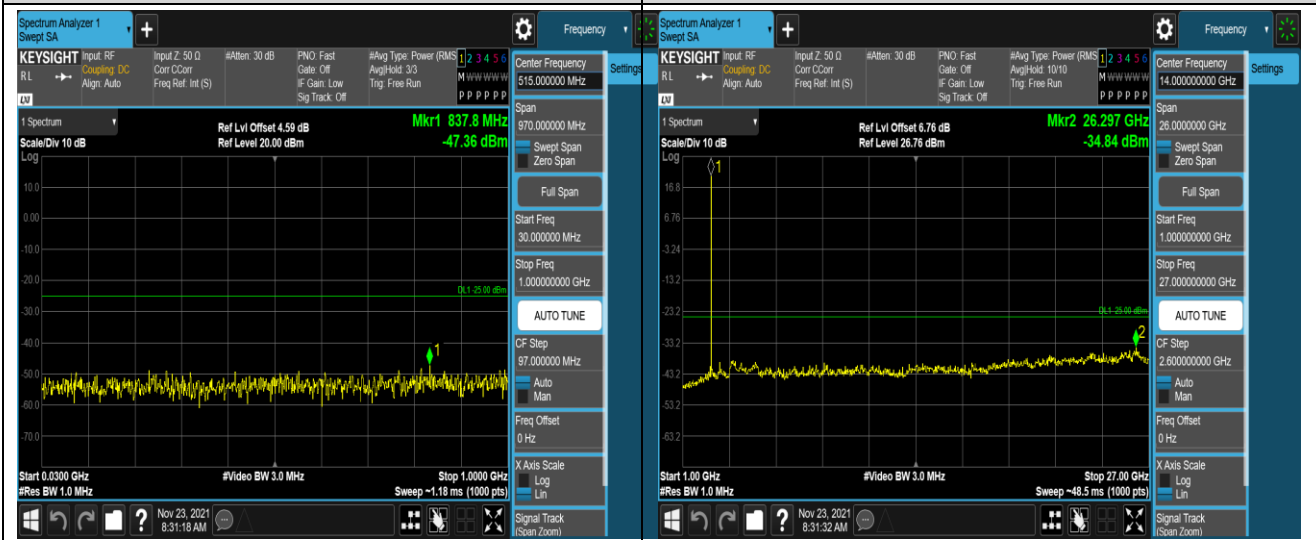 Spectrum Analyzer 1
Swept SA
+
Frequency
KEYSIGHT
RL
LXI
Input: RF
Coupling: DC
Align: Auto
Input Z: 50 Ω
Corr CCorr
Freq Ref: Int (S)
#Atten: 30 dB
PNO: Fast
Gate: Off
IF Gain: Low
Sig Track: Off
#Avg Type: Power (RMS
Avg|Hold: 3/3
Trig: Free Run
1 2 3 4 5 6
M W W W W W
P P P P P P
Center Frequency
515.000000 MHz
Settings
Span
970.000000 MHz
Swept Span
Zero Span
Full Span
Start Freq
30.000000 MHz
Stop Freq
1.000000000 GHz
AUTO TUNE
CF Step
97.000000 MHz
Auto
Man
Freq Offset
0 Hz
X Axis Scale
Log
Lin
Signal Track
(Span Zoom)
1 Spectrum
Scale/Div 10 dB
Log
Ref Lvl Offset 4.59 dB
Ref Level 20.00 dBm
Mkr1 837.8 MHz
-47.36 dBm
10.0
0.00
-10.0
-20.0
DL1 -25.00 dBm
-30.0
-40.0
1
-50.0
-60.0
-70.0
Start 0.0300 GHz
#Res BW 1.0 MHz
#Video BW 3.0 MHz
Stop 1.0000 GHz
Sweep ~1.18 ms (1000 pts)
?
Nov 23, 2021
8:31:18 AM
Spectrum Analyzer 1
Swept SA
+
Frequency
KEYSIGHT
RL
LXI
Input: RF
Coupling: DC
Align: Auto
Input Z: 50 Ω
Corr CCorr
Freq Ref: Int (S)
#Atten: 30 dB
PNO: Fast
Gate: Off
IF Gain: Low
Sig Track: Off
#Avg Type: Power (RMS
Avg|Hold: 10/10
Trig: Free Run
1 2 3 4 5 6
M W W W W W
P P P P P P
Center Frequency
14.000000000 GHz
Settings
Span
26.0000000 GHz
Swept Span
Zero Span
Full Span
Start Freq
1.000000000 GHz
Stop Freq
27.000000000 GHz
AUTO TUNE
CF Step
2.600000000 GHz
Auto
Man
Freq Offset
0 Hz
X Axis Scale
Log
Lin
Signal Track
(Span Zoom)
1 Spectrum
Scale/Div 10 dB
Log
Ref Lvl Offset 6.76 dB
Ref Level 26.76 dBm
Mkr2 26.297 GHz
-34.84 dBm
1
16.8
6.76
-3.24
-13.2
-23.2
DL1 -25.00 dBm
-33.2
2
-43.2
-53.2
-63.2
Start 1.00 GHz
#Res BW 1.0 MHz
#Video BW 3.0 MHz
Stop 27.00 GHz
Sweep ~48.5 ms (1000 pts)
?
Nov 23, 2021
8:31:32 AM